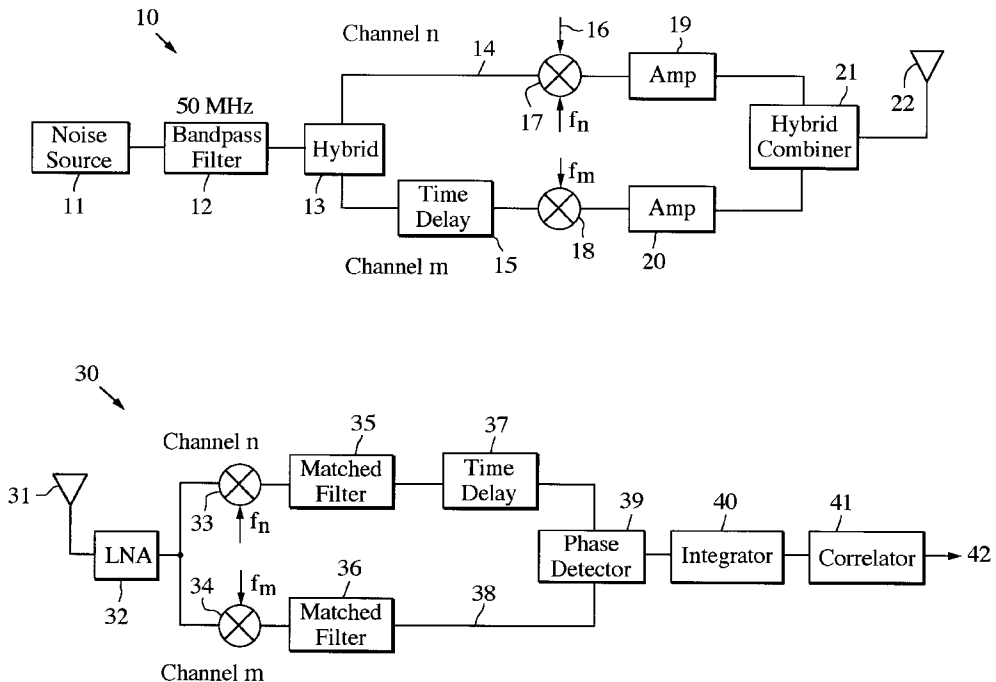 10
Channel n
14
16
19
Amp
17
fn
21
Hybrid
Combiner
22
50 MHz
Noise
Source
11
Bandpass
Filter
12
Hybrid
13
Time
Delay
15
Channel m
fm
18
Amp
20
30
Channel n
31
LNA
32
33
fn
35
Matched
Filter
37
Time
Delay
39
Phase
Detector
40
Integrator
41
Correlator
42
34
fm
36
Matched
Filter
38
Channel m